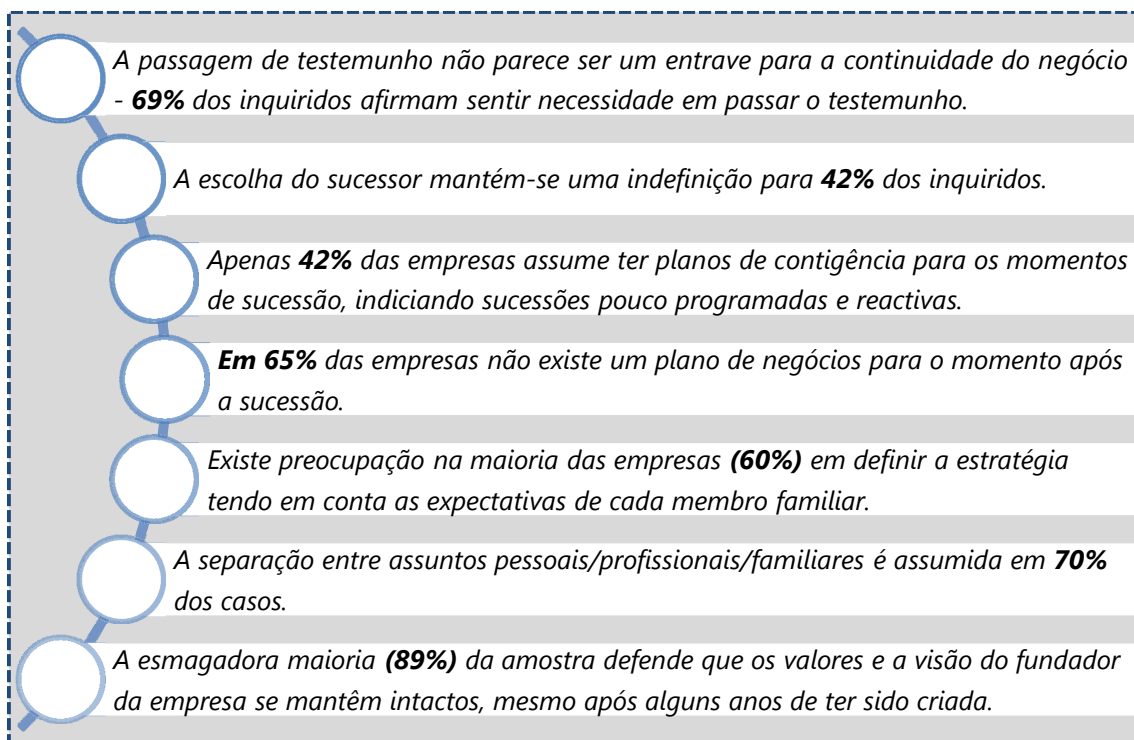 A passagem de testemunho não parece ser um entrave para a continuidade do negócio
- 69% dos inquiridos afirmam sentir necessidade em passar o testemunho.
A escolha do sucessor mantém-se uma indefinição para 42% dos inquiridos.
Apenas 42% das empresas assume ter planos de contigência para os momentos
de sucessão, indiciando sucessões pouco programadas e reactivas.
Em 65% das empresas não existe um plano de negócios para o momento após
a sucessão.
Existe preocupação na maioria das empresas (60%) em definir a estratégia
tendo em conta as expectativas de cada membro familiar.
A separação entre assuntos pessoais/profissionais/familiares é assumida em 70%
dos casos.
A esmagadora maioria (89%) da amostra defende que os valores e a visão do fundador
da empresa se mantêm intactos, mesmo após alguns anos de ter sido criada.